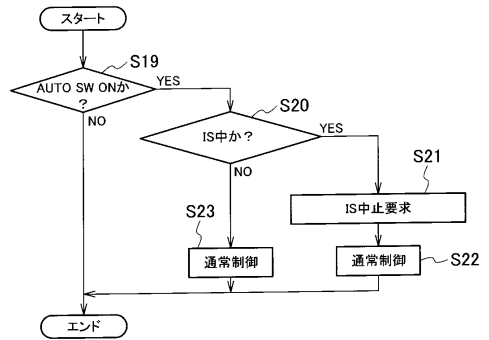 スタート
S19
AUTO SW ONか
?
YES
NO
S20
IS中か?
YES
NO
S21
IS中止要求
S23
通常制御
通常制御
S22
エンド